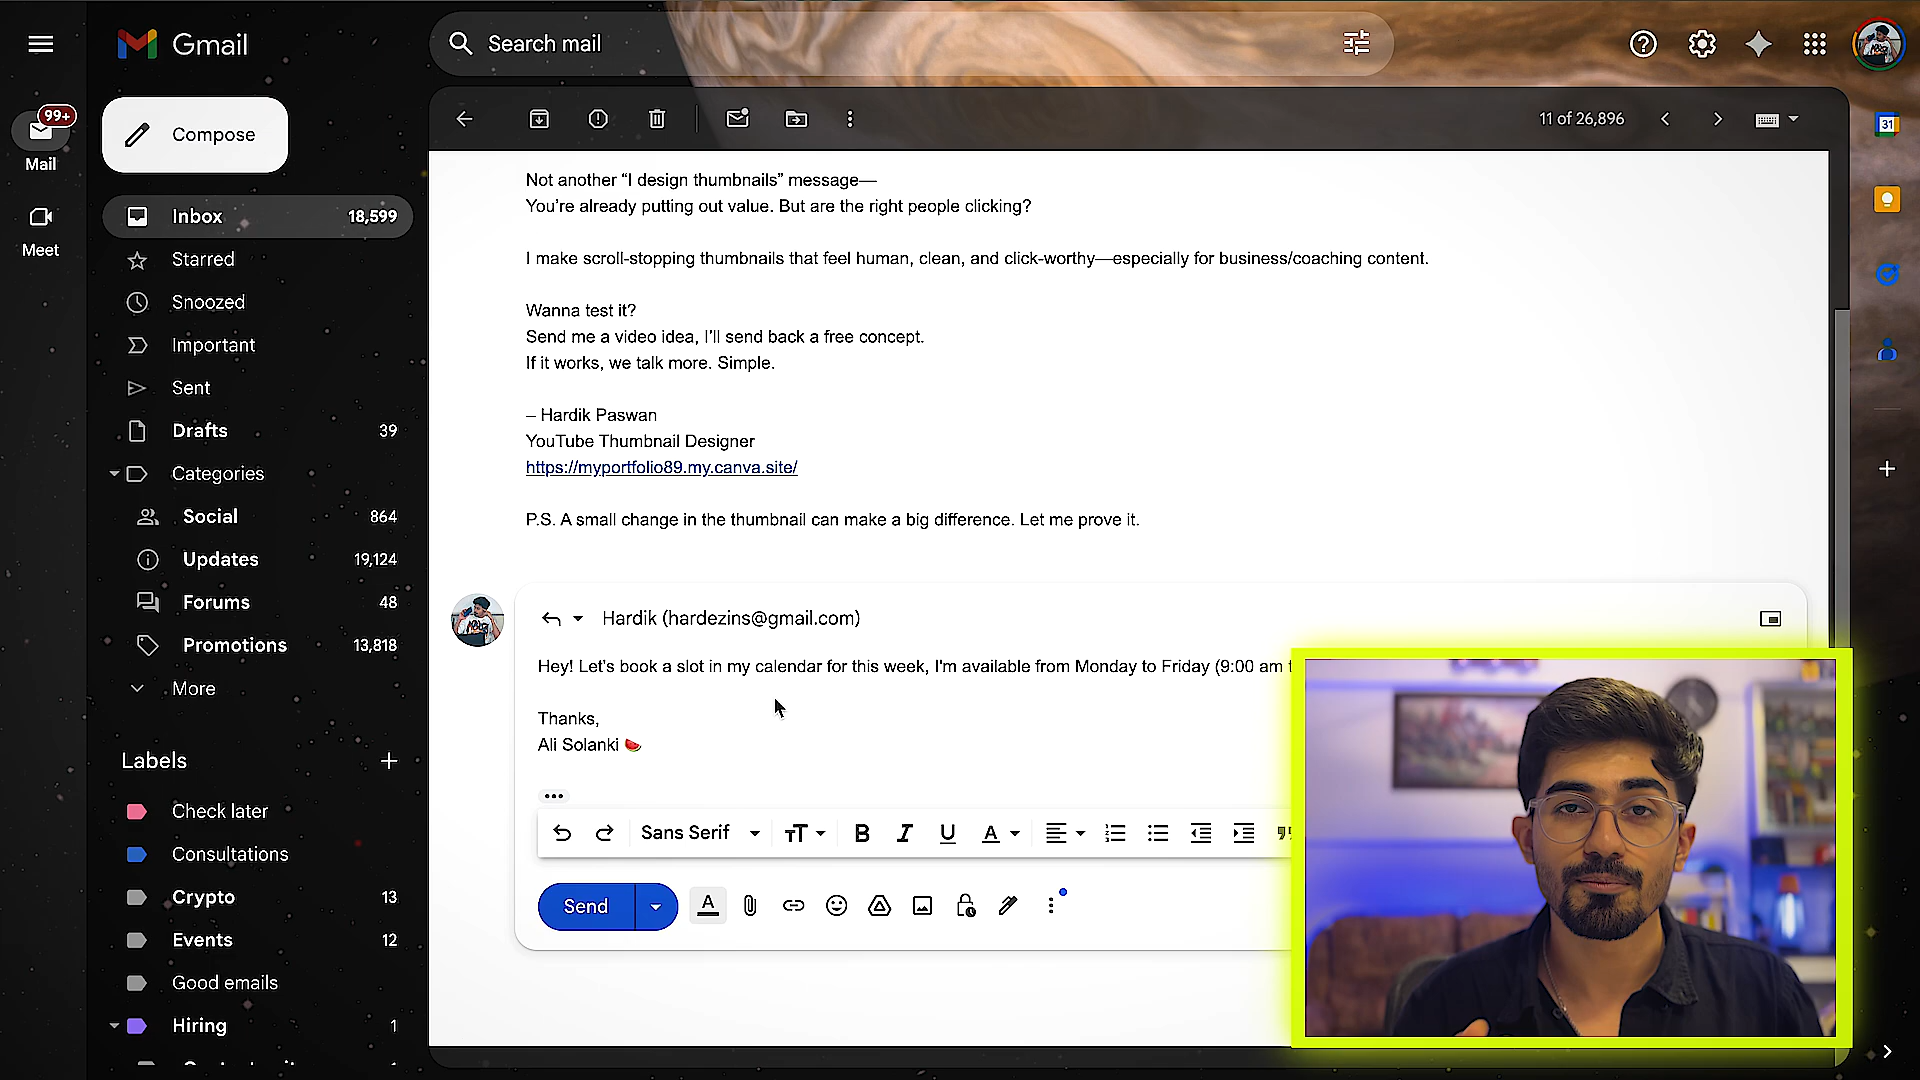 Gmail
Search mail
99+
Mail
Meet
Compose
Inbox 18,599
Starred
Snoozed
Important
Sent
Drafts 39
Categories
Social 864
Updates 19,124
Forums 48
Promotions 13,818
More
Labels
Check later
Consultations
Crypto 13
Events 12
Good emails
Hiring 1
11 of 26,896
31
Not another “I design thumbnails” message—
You’re already putting out value. But are the right people clicking?
I make scroll-stopping thumbnails that feel human, clean, and click-worthy—especially for business/coaching content.
Wanna test it?
Send me a video idea, I’ll send back a free concept.
If it works, we talk more. Simple.
– Hardik Paswan
YouTube Thumbnail Designer
https://myportfolio89.my.canva.site/
P.S. A small change in the thumbnail can make a big difference. Let me prove it.
Hardik (hardezins@gmail.com)
Hey! Let's book a slot in my calendar for this week, I'm available from Monday to Friday (9:00 am
Thanks,
Ali Solanki 🍉
Sans Serif
Send